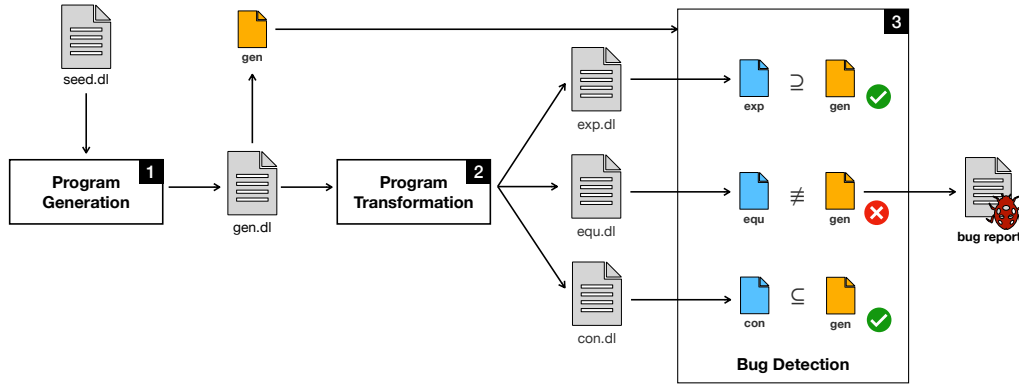 seed.dl
gen
3
exp
⊇
gen
exp.dl
1
Program
Generation
gen.dl
2
Program
Transformation
equ.dl
equ
≢
gen
bug report
con.dl
con
⊆
gen
Bug Detection